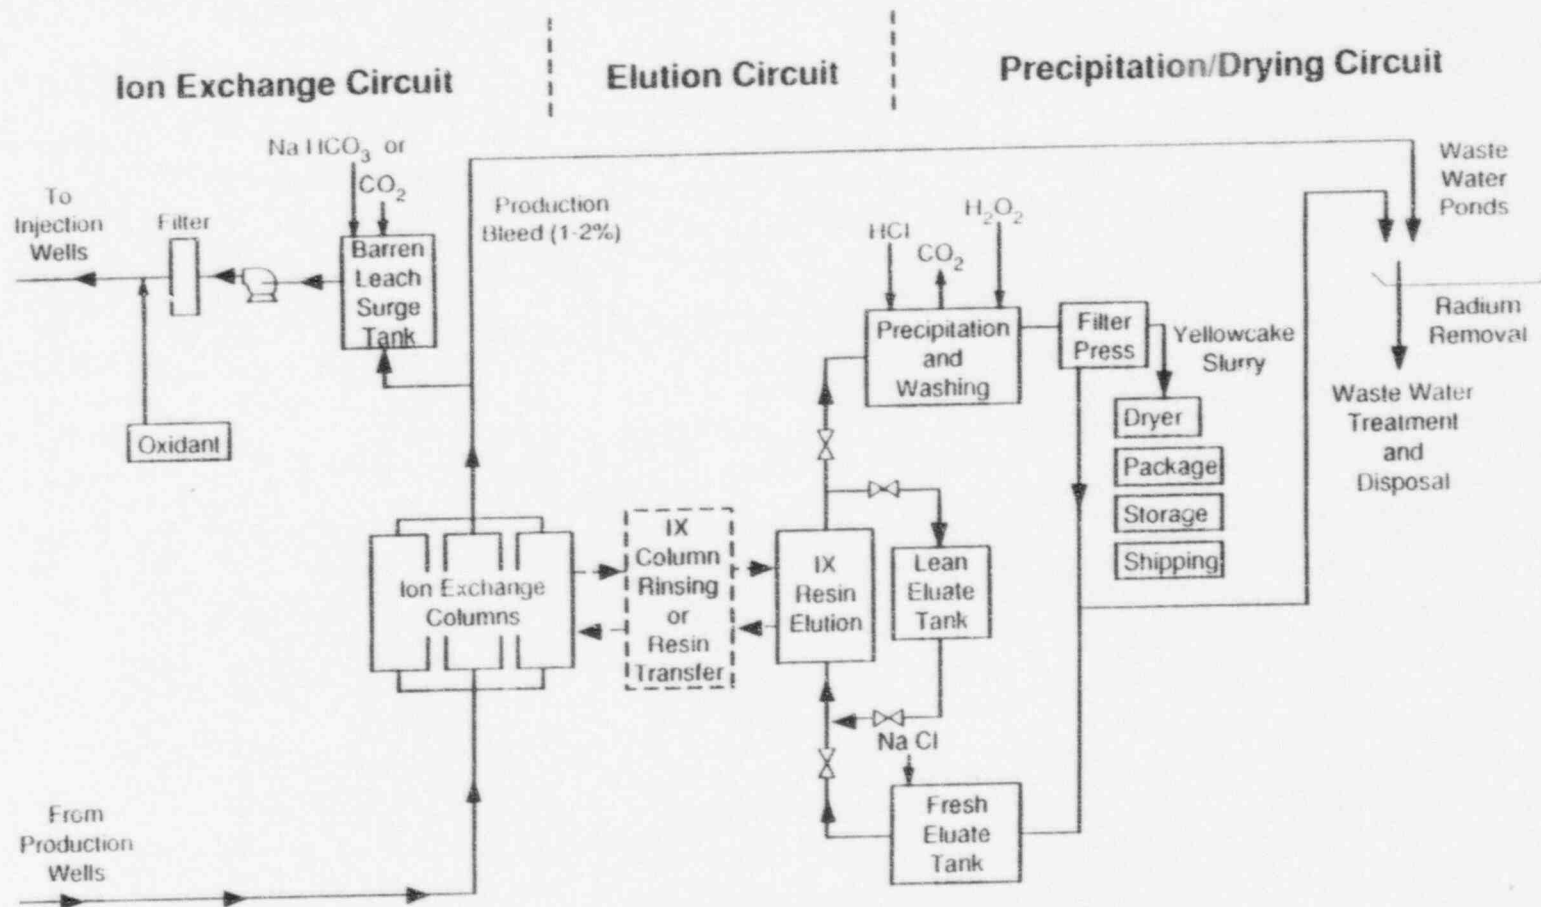 Ion Exchange Circuit
Elution Circuit
Precipitation/Drying Circuit
Na HCO3 or
CO2
To
Injection
Wells
Filter
Barren
Leach
Surge
Tank
Oxidant
Production
Bleed (1-2%)
HCl
CO2
H2O2
Precipitation
and
Washing
Filter
Press
Yellowcake
Slurry
Dryer
Package
Storage
Shipping
Waste
Water
Ponds
Radium
Removal
Waste Water
Treatment
and
Disposal
Ion Exchange
Columns
IX
Column
Rinsing
or
Resin
Transfer
IX
Resin
Elution
Lean
Eluate
Tank
Na Cl
Fresh
Eluate
Tank
From
Production
Wells